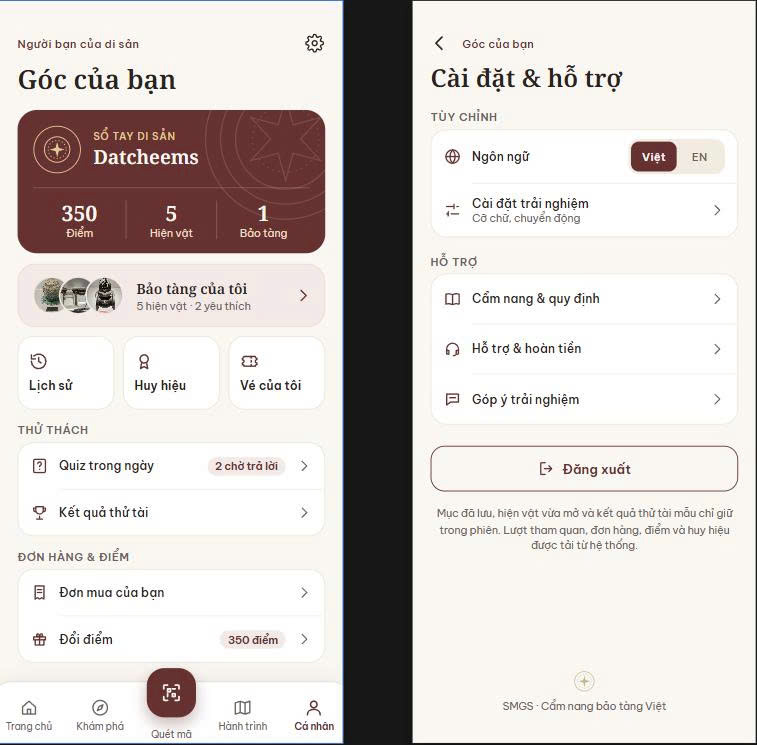 Người bạn của di sản
Góc của bạn
SỔ TAY DI SẢN
Datcheems
350
Điểm
5
Hiện vật
1
Bảo tàng
Bảo tàng của tôi
5 hiện vật · 2 yêu thích
Lịch sử
Huy hiệu
Vé của tôi
THỬ THÁCH
Quiz trong ngày
2 chờ trả lời
Kết quả thử tài
ĐƠN HÀNG & ĐIỂM
Đơn mua của bạn
Đổi điểm
350 điểm
Trang chủ
Khám phá
Quét mã
Hành trình
Cá nhân
Góc của bạn
Cài đặt & hỗ trợ
TÙY CHỈNH
Ngôn ngữ
Việt
EN
Cài đặt trải nghiệm
Cỡ chữ, chuyển động
HỖ TRỢ
Cẩm nang & quy định
Hỗ trợ & hoàn tiền
Góp ý trải nghiệm
Đăng xuất
Mục đã lưu, hiện vật vừa mở và kết quả thử tài mẫu chỉ giữ
trong phiên. Lượt tham quan, đơn hàng, điểm và huy hiệu
được tải từ hệ thống.
SMGS · Cẩm nang bảo tàng Việt